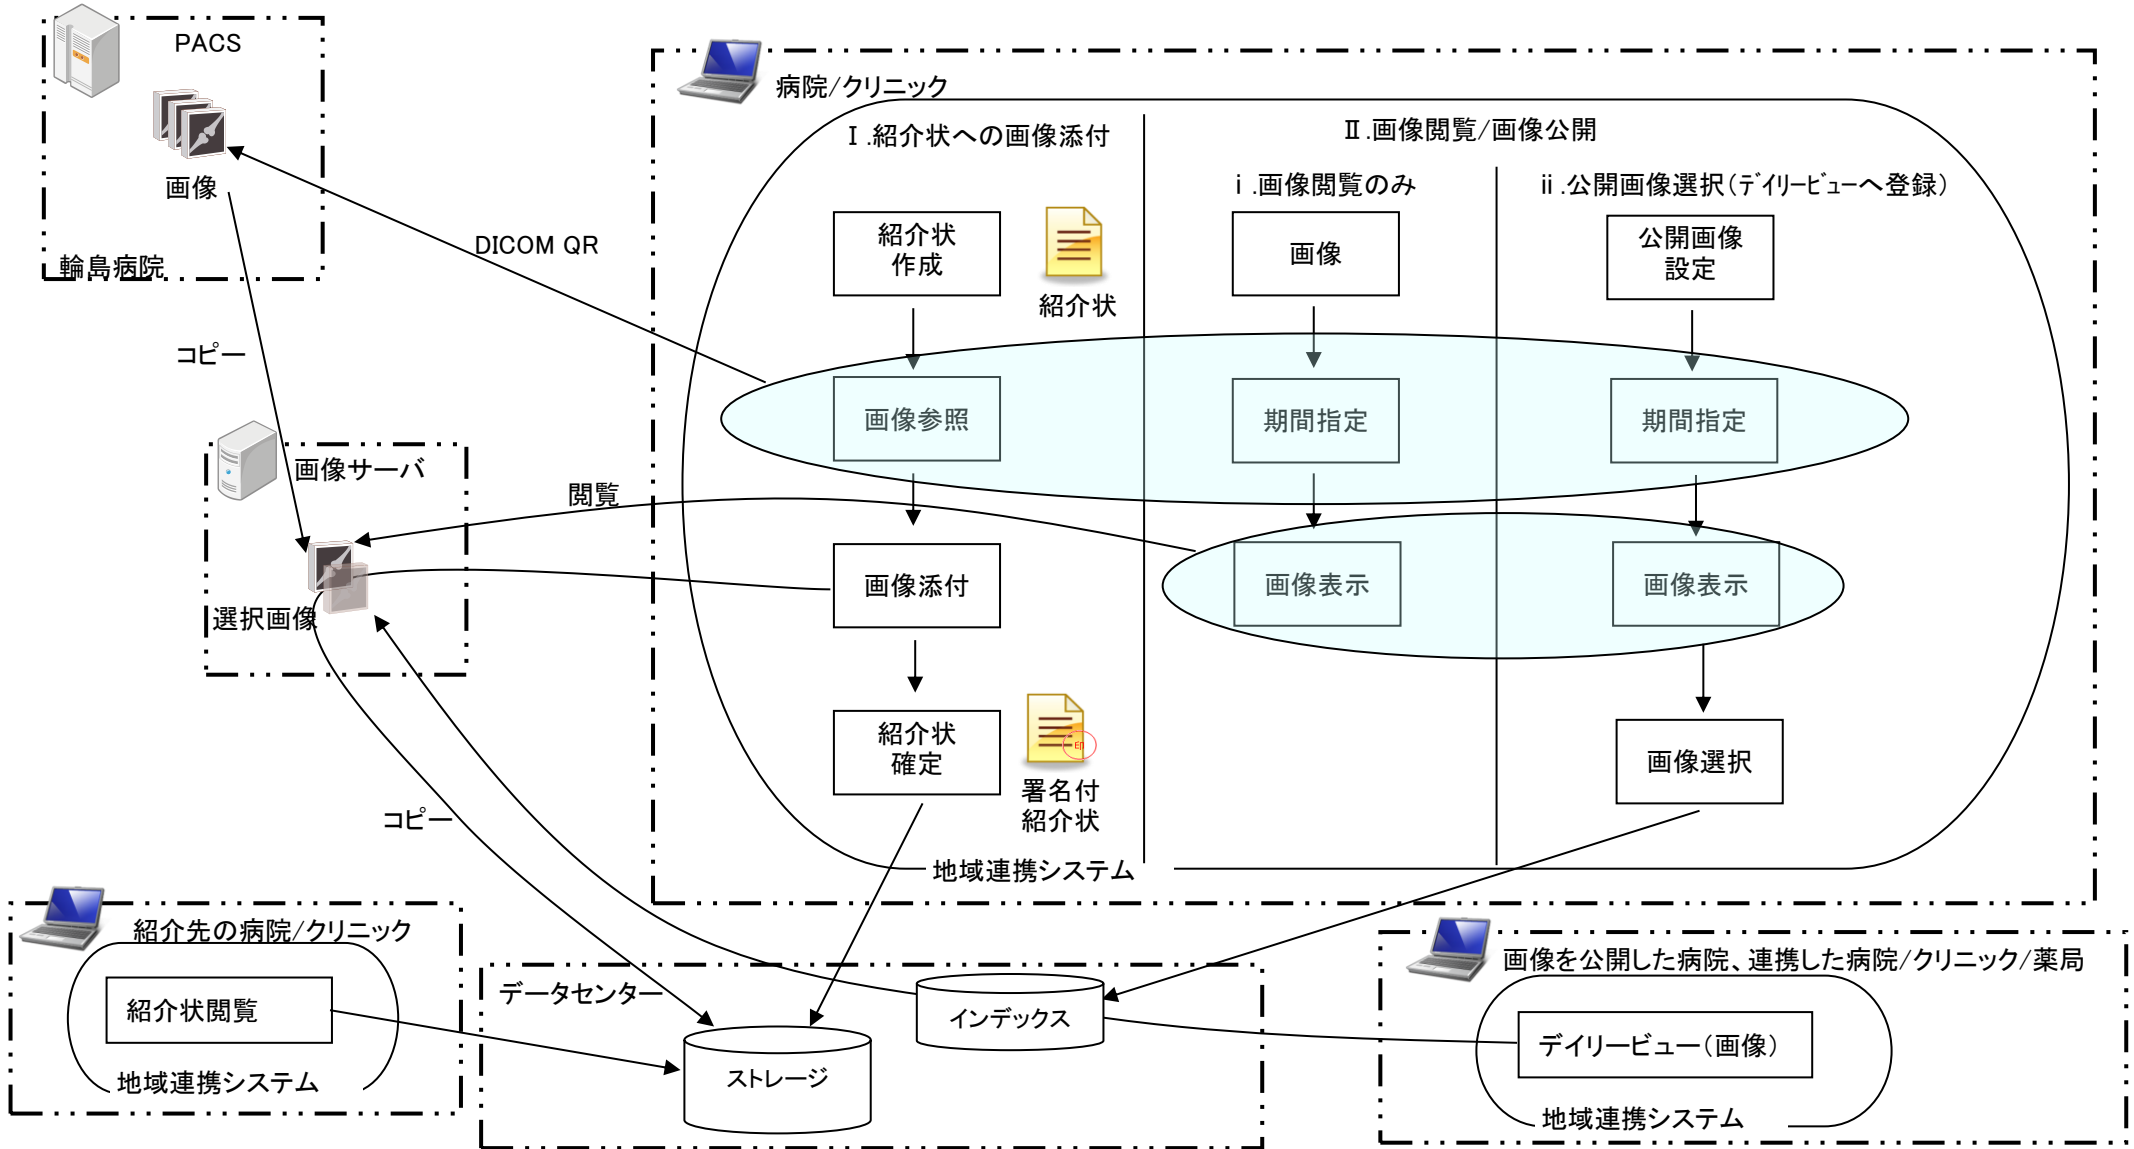 PACS
画像
輪島病院
DICOM QR
コピー
画像サーバ
選択画像
閲覧
コピー
病院/クリニック
Ⅰ.紹介状への画像添付
紹介状
作成
紹介状
画像参照
画像添付
紹介状
確定
署名付
紹介状
印
Ⅱ.画像閲覧/画像公開
ⅰ.画像閲覧のみ
画像
期間指定
画像表示
ⅱ.公開画像選択(デイリービューへ登録)
公開画像
設定
期間指定
画像表示
画像選択
地域連携システム
紹介先の病院/クリニック
紹介状閲覧
地域連携システム
データセンター
ストレージ
インデックス
画像を公開した病院、連携した病院/クリニック/薬局
デイリービュー(画像)
地域連携システム